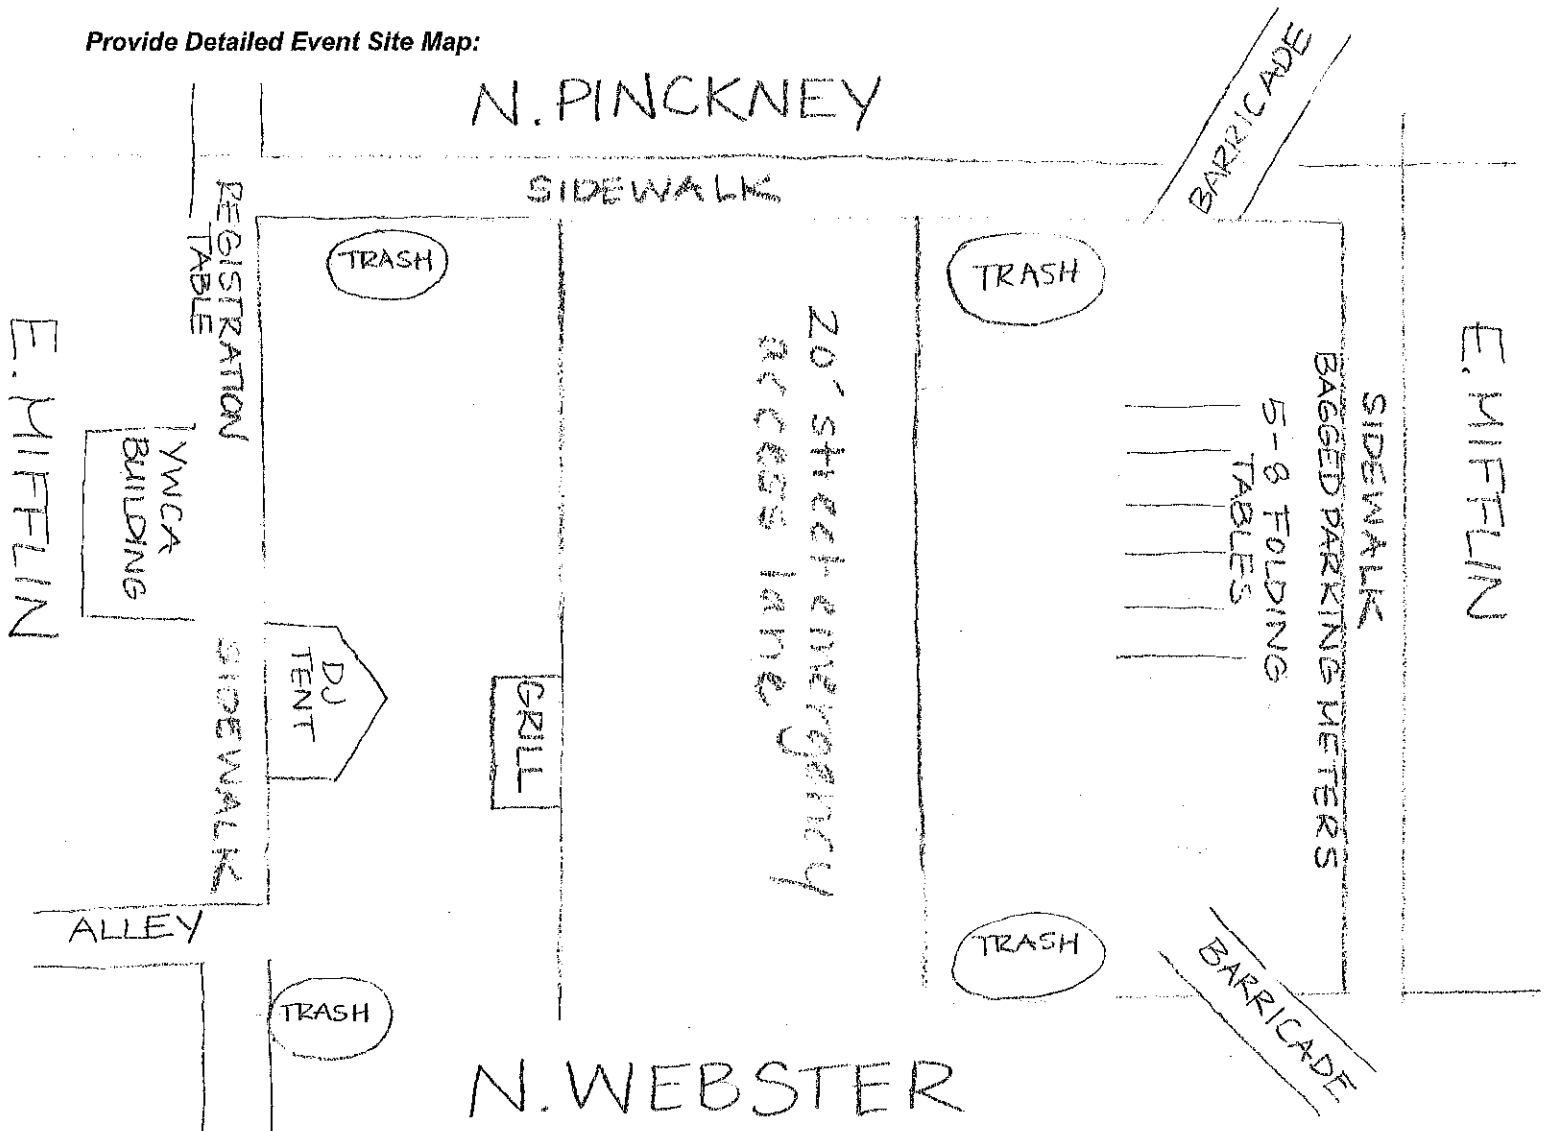 Provide Detailed Event Site Map:
N. PINCKNEY
BARRICADE
SIDEWALK
REGISTRATION
TABLE
TRASH
TRASH
E. MIFFLIN
YWCA
BUILDING
20' street emergency
access lane
5-8 FOLDING
TABLES
BAGGED PARKING METERS
SIDEWALK
E. MIFFLIN
DJ
TENT
GRILL
SIDEWALK
ALLEY
TRASH
TRASH
BARRICADE
N. WEBSTER